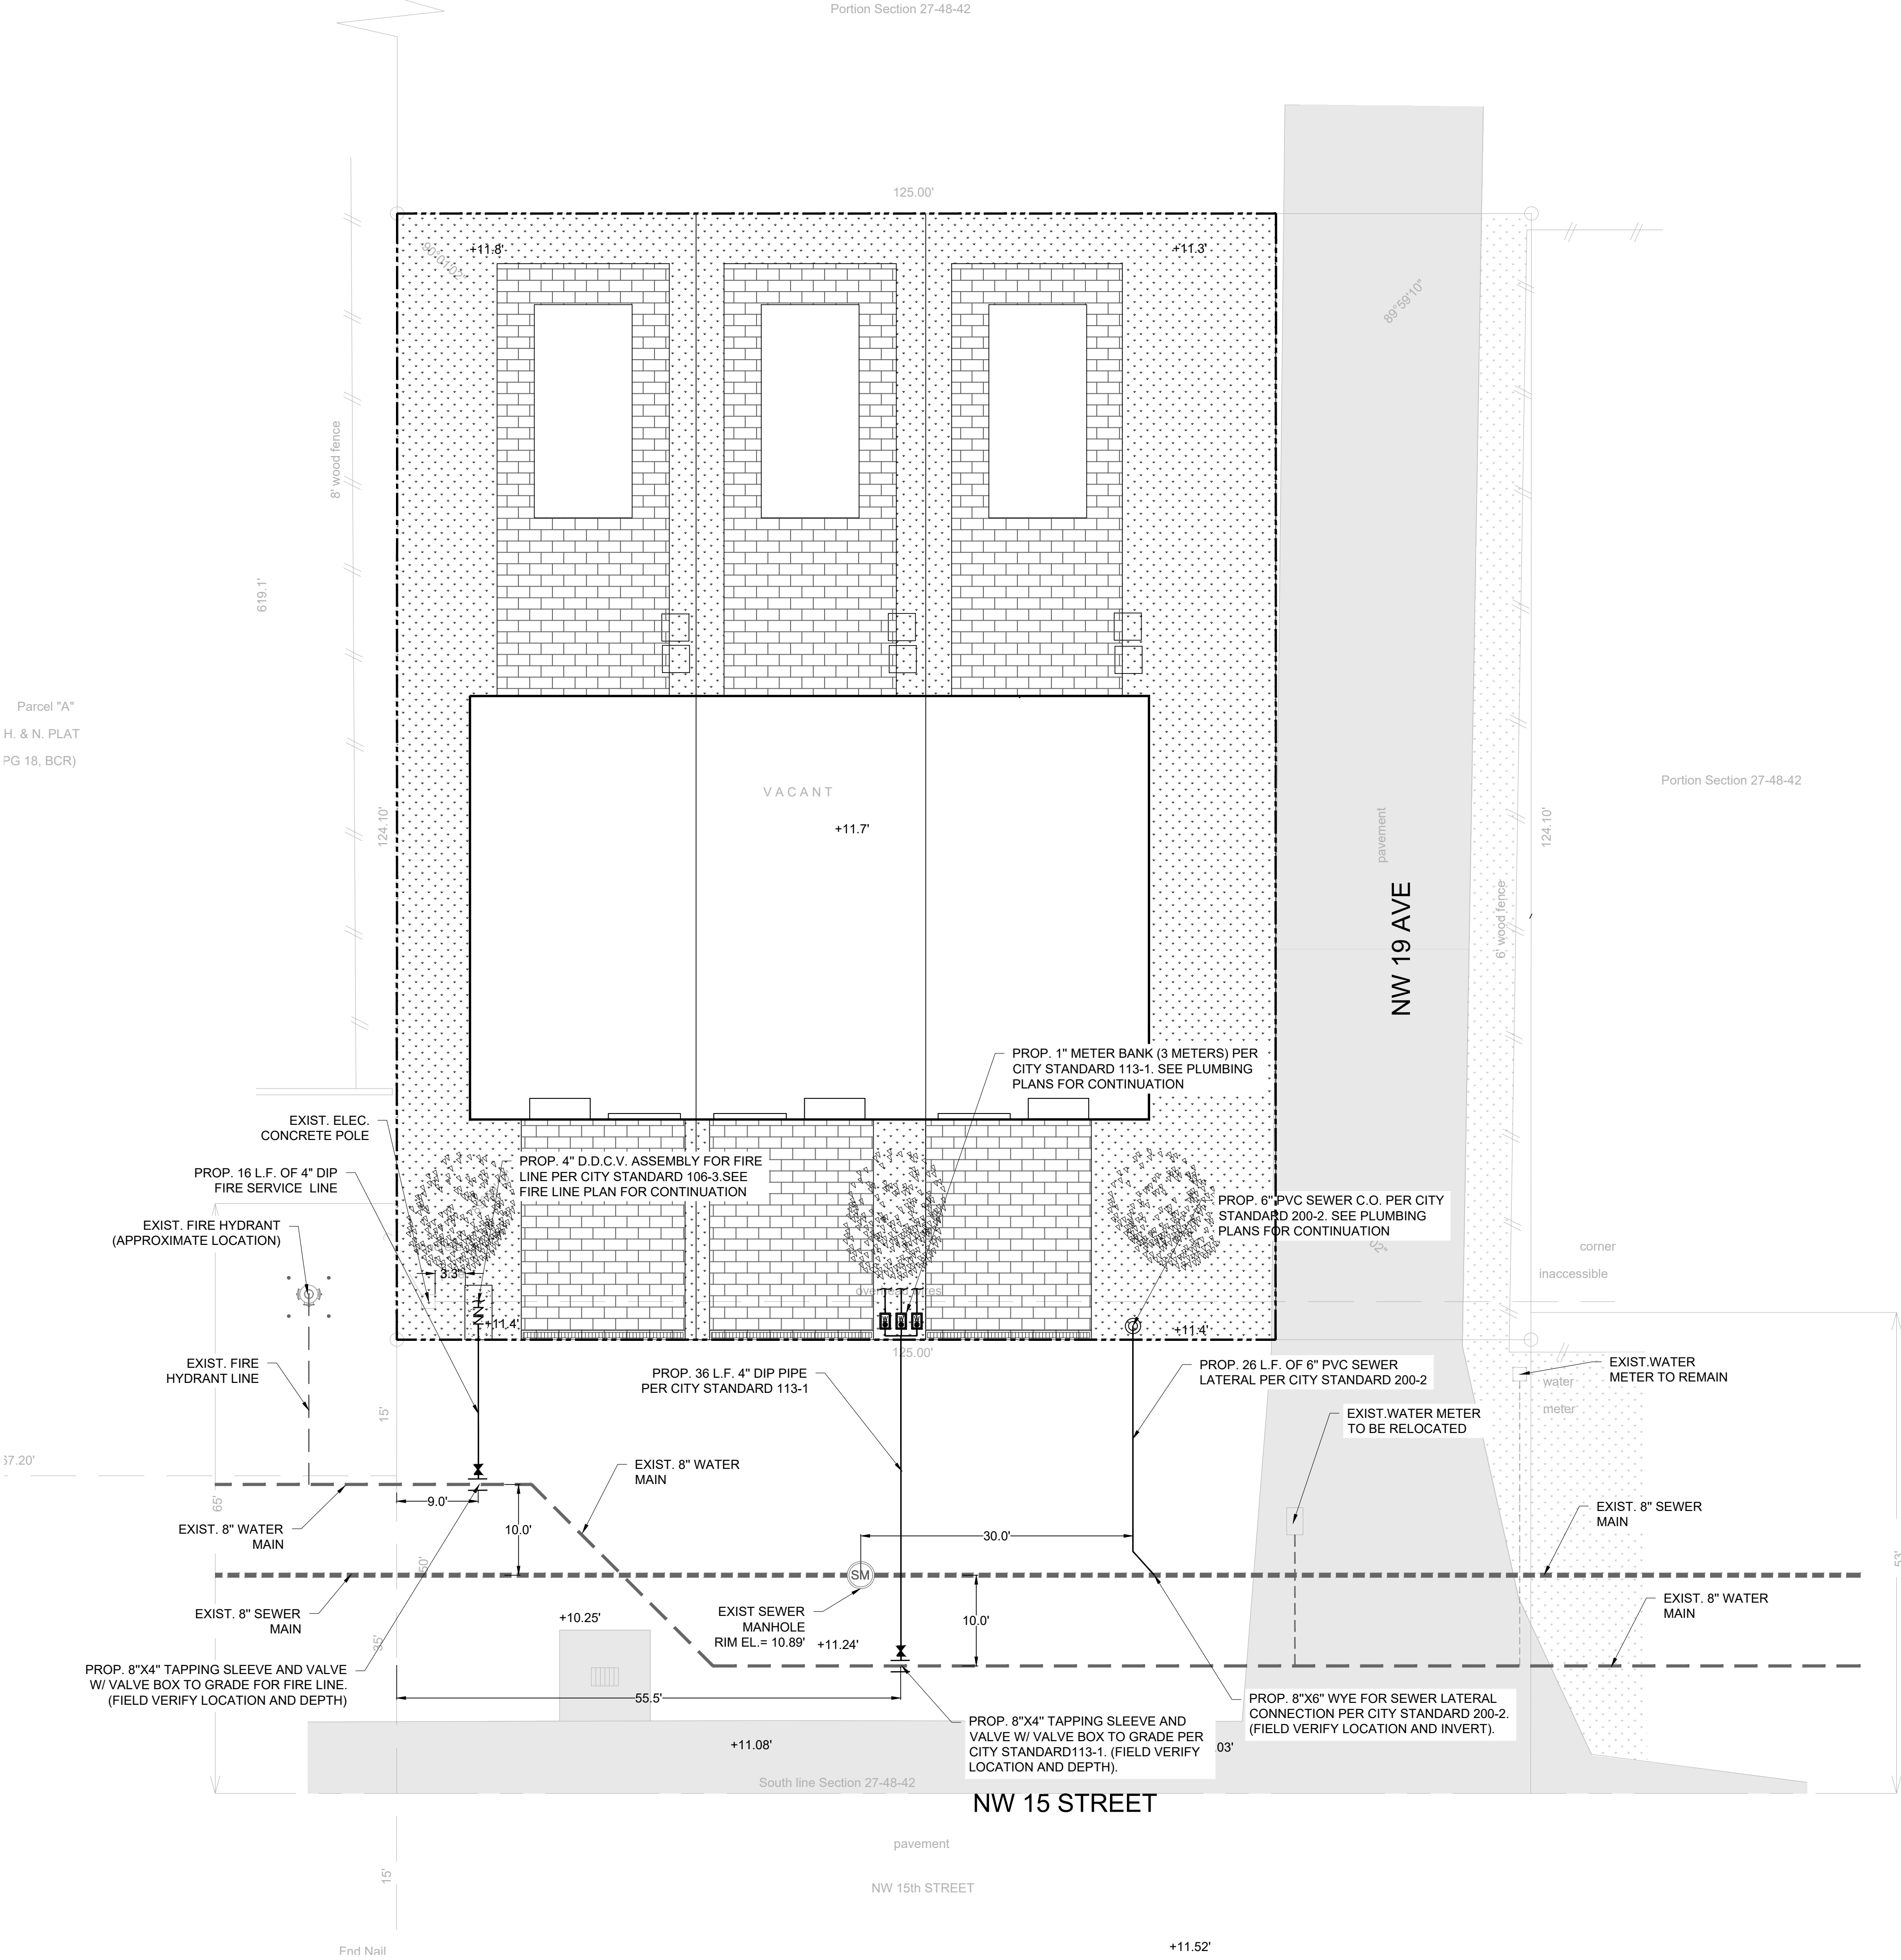 Portion Section 27-48-42
125.00'
+11.8'
+11.3'
90°01'02"
89°59'10"
8' wood fence
619.1'
Parcel "A"
H. & N. PLAT
PG 18, BCR)
VACANT
+11.7'
124.10'
pavement
NW 19 AVE
6' wood fence
124.10'
Portion Section 27-48-42
PROP. 1" METER BANK (3 METERS) PER
CITY STANDARD 113-1. SEE PLUMBING
PLANS FOR CONTINUATION
EXIST. ELEC.
CONCRETE POLE
PROP. 16 L.F. OF 4" DIP
FIRE SERVICE LINE
PROP. 4" D.D.C.V. ASSEMBLY FOR FIRE
LINE PER CITY STANDARD 106-3.SEE
FIRE LINE PLAN FOR CONTINUATION
PROP. 6" PVC SEWER C.O. PER CITY
STANDARD 200-2. SEE PLUMBING
PLANS FOR CONTINUATION
02"
EXIST. FIRE HYDRANT
(APPROXIMATE LOCATION)
3.3'
corner
inaccessible
overhead wires
+11.4'
+11.4'
125.00'
EXIST. FIRE
HYDRANT LINE
PROP. 36 L.F. 4" DIP PIPE
PER CITY STANDARD 113-1
PROP. 26 L.F. OF 6" PVC SEWER
LATERAL PER CITY STANDARD 200-2
EXIST.WATER
METER TO REMAIN
water
meter
EXIST.WATER METER
TO BE RELOCATED
15'
67.20'
EXIST. 8" WATER
MAIN
65'
9.0'
10.0'
30.0'
EXIST. 8" SEWER
MAIN
EXIST. 8" WATER
MAIN
50'
53'
SM
EXIST. 8" SEWER
MAIN
+10.25'
EXIST SEWER
MANHOLE
RIM EL.= 10.89'
+11.24'
10.0'
EXIST. 8" WATER
MAIN
35'
PROP. 8"X4" TAPPING SLEEVE AND VALVE
W/ VALVE BOX TO GRADE FOR FIRE LINE.
(FIELD VERIFY LOCATION AND DEPTH)
55.5'
PROP. 8"X4" TAPPING SLEEVE AND
VALVE W/ VALVE BOX TO GRADE PER
CITY STANDARD113-1. (FIELD VERIFY
LOCATION AND DEPTH).
PROP. 8"X6" WYE FOR SEWER LATERAL
CONNECTION PER CITY STANDARD 200-2.
(FIELD VERIFY LOCATION AND INVERT).
+11.08'
.03'
South line Section 27-48-42
NW 15 STREET
pavement
15'
NW 15th STREET
End Nail
+11.52'